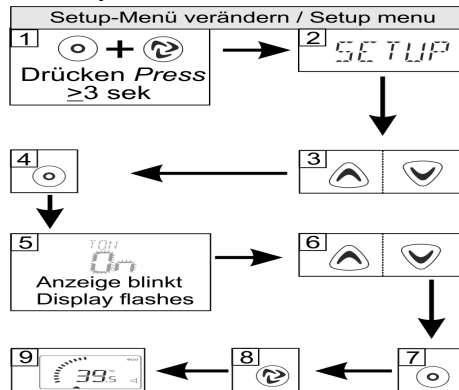 Setup-Menü verändern / Setup menu
1
+
Drücken Press
≥3 sek
2
SETUP
3
4
5
TON
On
Anzeige blinkt
Display flashes
6
7
8
9
eco
39.5